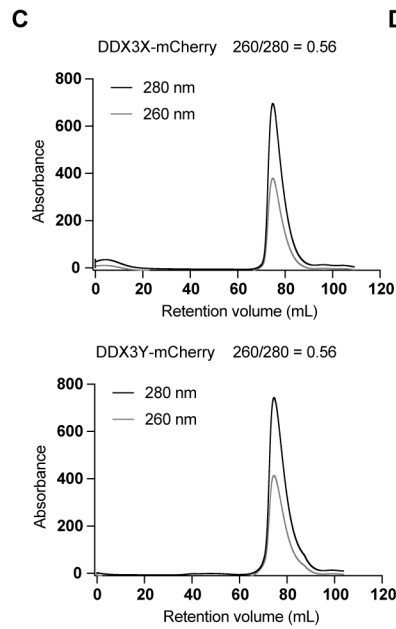 C
DDX3X-mCherry 260/280 = 0.56
800
600
400
200
0
280 nm
260 nm
Absorbance
0 20 40 60 80 100 120
Retention volume (mL)
DDX3Y-mCherry 260/280 = 0.56
800
600
400
200
0
280 nm
260 nm
Absorbance
0 20 40 60 80 100 120
Retention volume (mL)